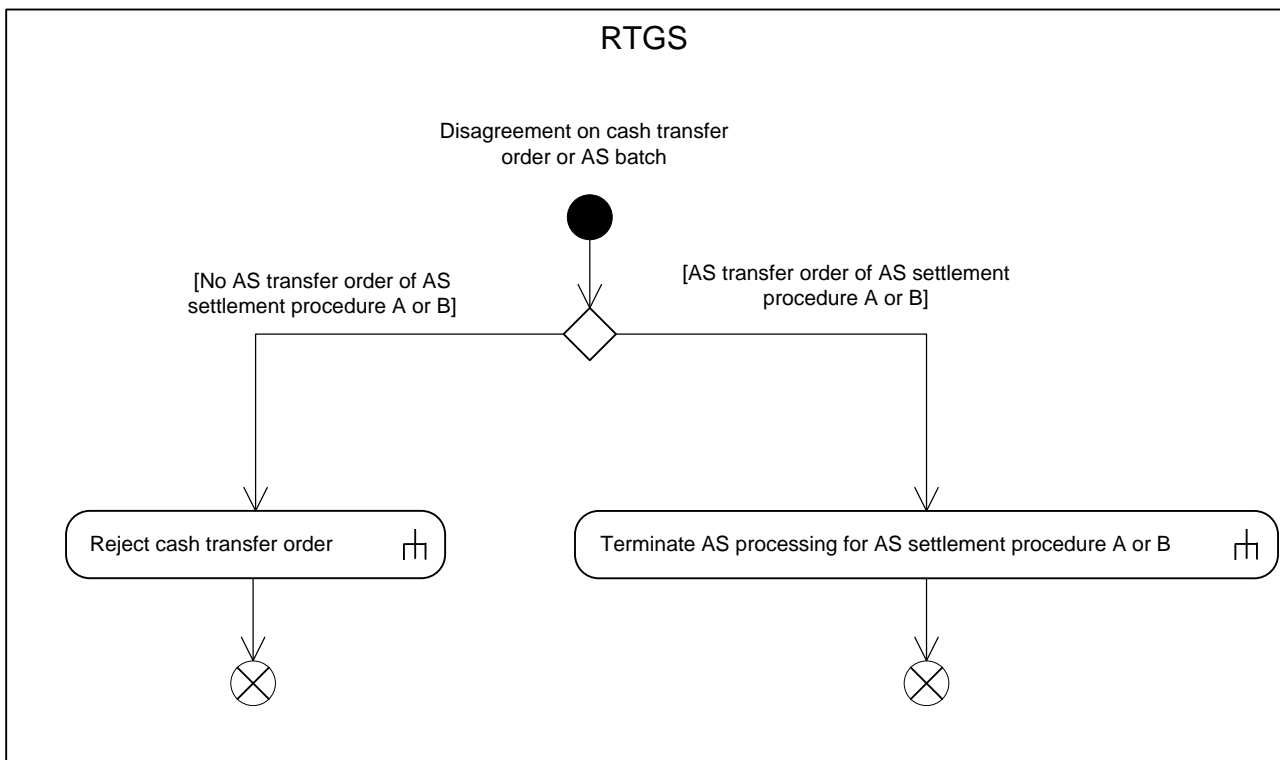 RTGS
Disagreement on cash transfer
order or AS batch
[No AS transfer order of AS
settlement procedure A or B]
[AS transfer order of AS settlement
procedure A or B]
Reject cash transfer order
Terminate AS processing for AS settlement procedure A or B